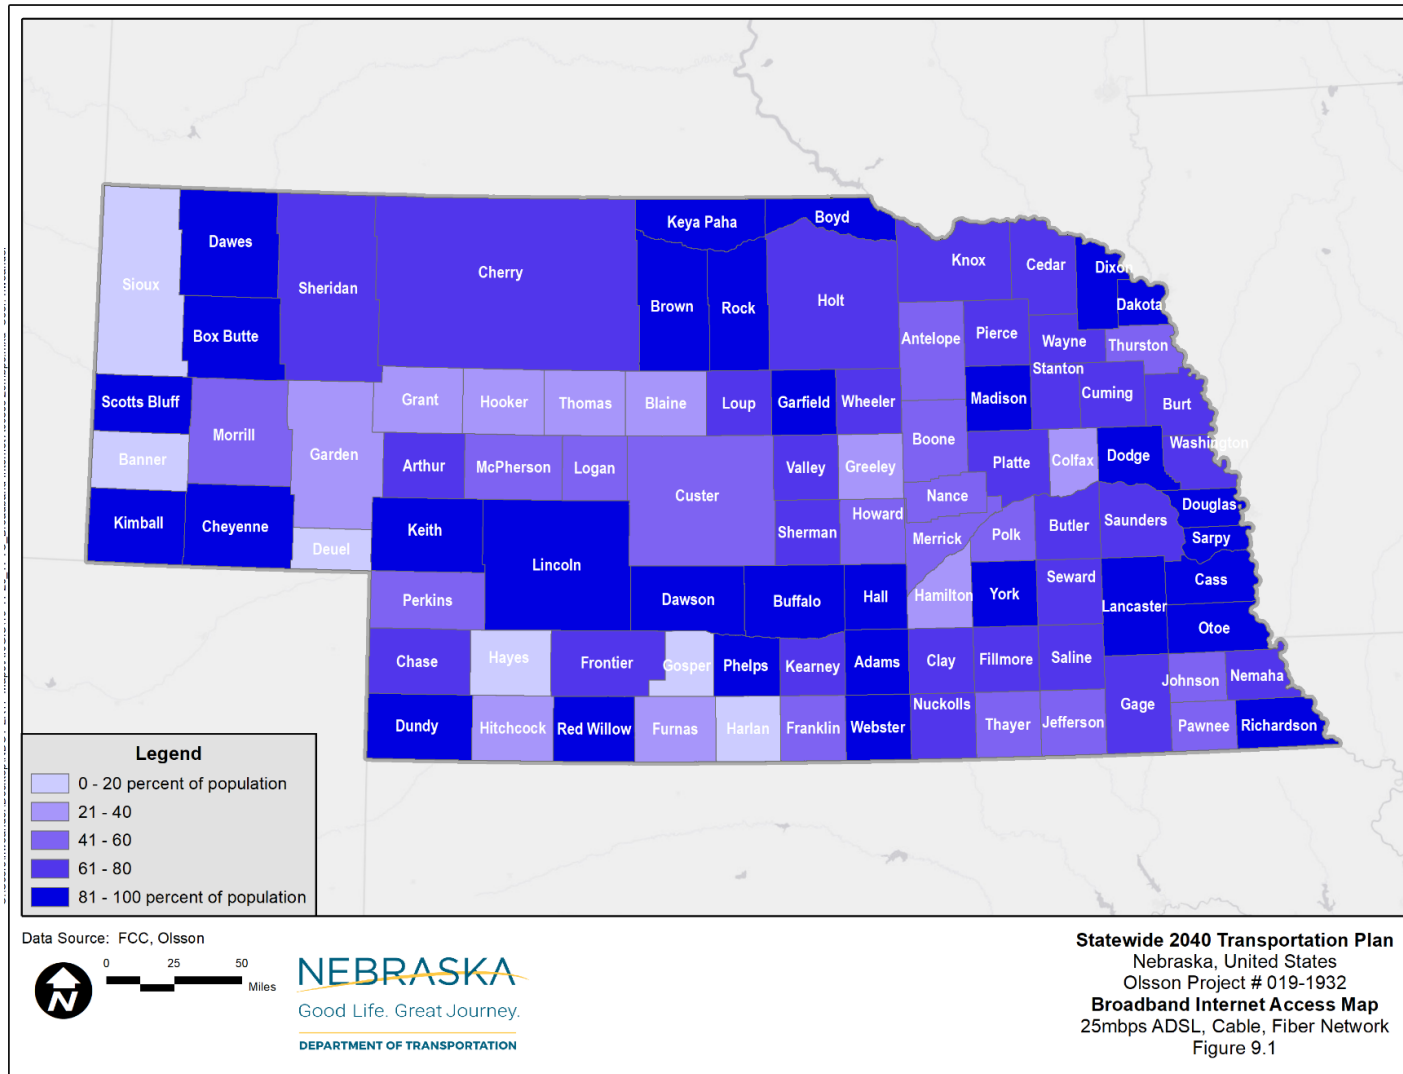 Keya Paha
Boyd
Dawes
Knox
Cedar
Dixon
Cherry
Sioux
Sheridan
Holt
Brown
Rock
Dakota
Box Butte
Antelope
Pierce
Wayne
Thurston
Stanton
Scotts Bluff
Grant
Hooker
Thomas
Blaine
Loup
Garfield
Wheeler
Madison
Cuming
Burt
Morrill
Boone
Washington
Banner
Garden
Arthur
McPherson
Logan
Valley
Greeley
Platte
Colfax
Dodge
Custer
Nance
Kimball
Cheyenne
Keith
Sherman
Howard
Merrick
Polk
Butler
Saunders
Douglas
Sarpy
Deuel
Lincoln
Perkins
Dawson
Buffalo
Hall
Hamilton
York
Seward
Lancaster
Cass
Otoe
Chase
Hayes
Frontier
Gosper
Phelps
Kearney
Adams
Clay
Fillmore
Saline
Johnson
Nemaha
Dundy
Hitchcock
Red Willow
Furnas
Harlan
Franklin
Webster
Nuckolls
Thayer
Jefferson
Gage
Pawnee
Richardson
Legend
0 - 20 percent of population
21 - 40
41 - 60
61 - 80
81 - 100 percent of population
Data Source: FCC, Olsson
N
0 25 50
Miles
NEBRASKA
Good Life. Great Journey.
DEPARTMENT OF TRANSPORTATION
Statewide 2040 Transportation Plan
Nebraska, United States
Olsson Project # 019-1932
Broadband Internet Access Map
25mbps ADSL, Cable, Fiber Network
Figure 9.1